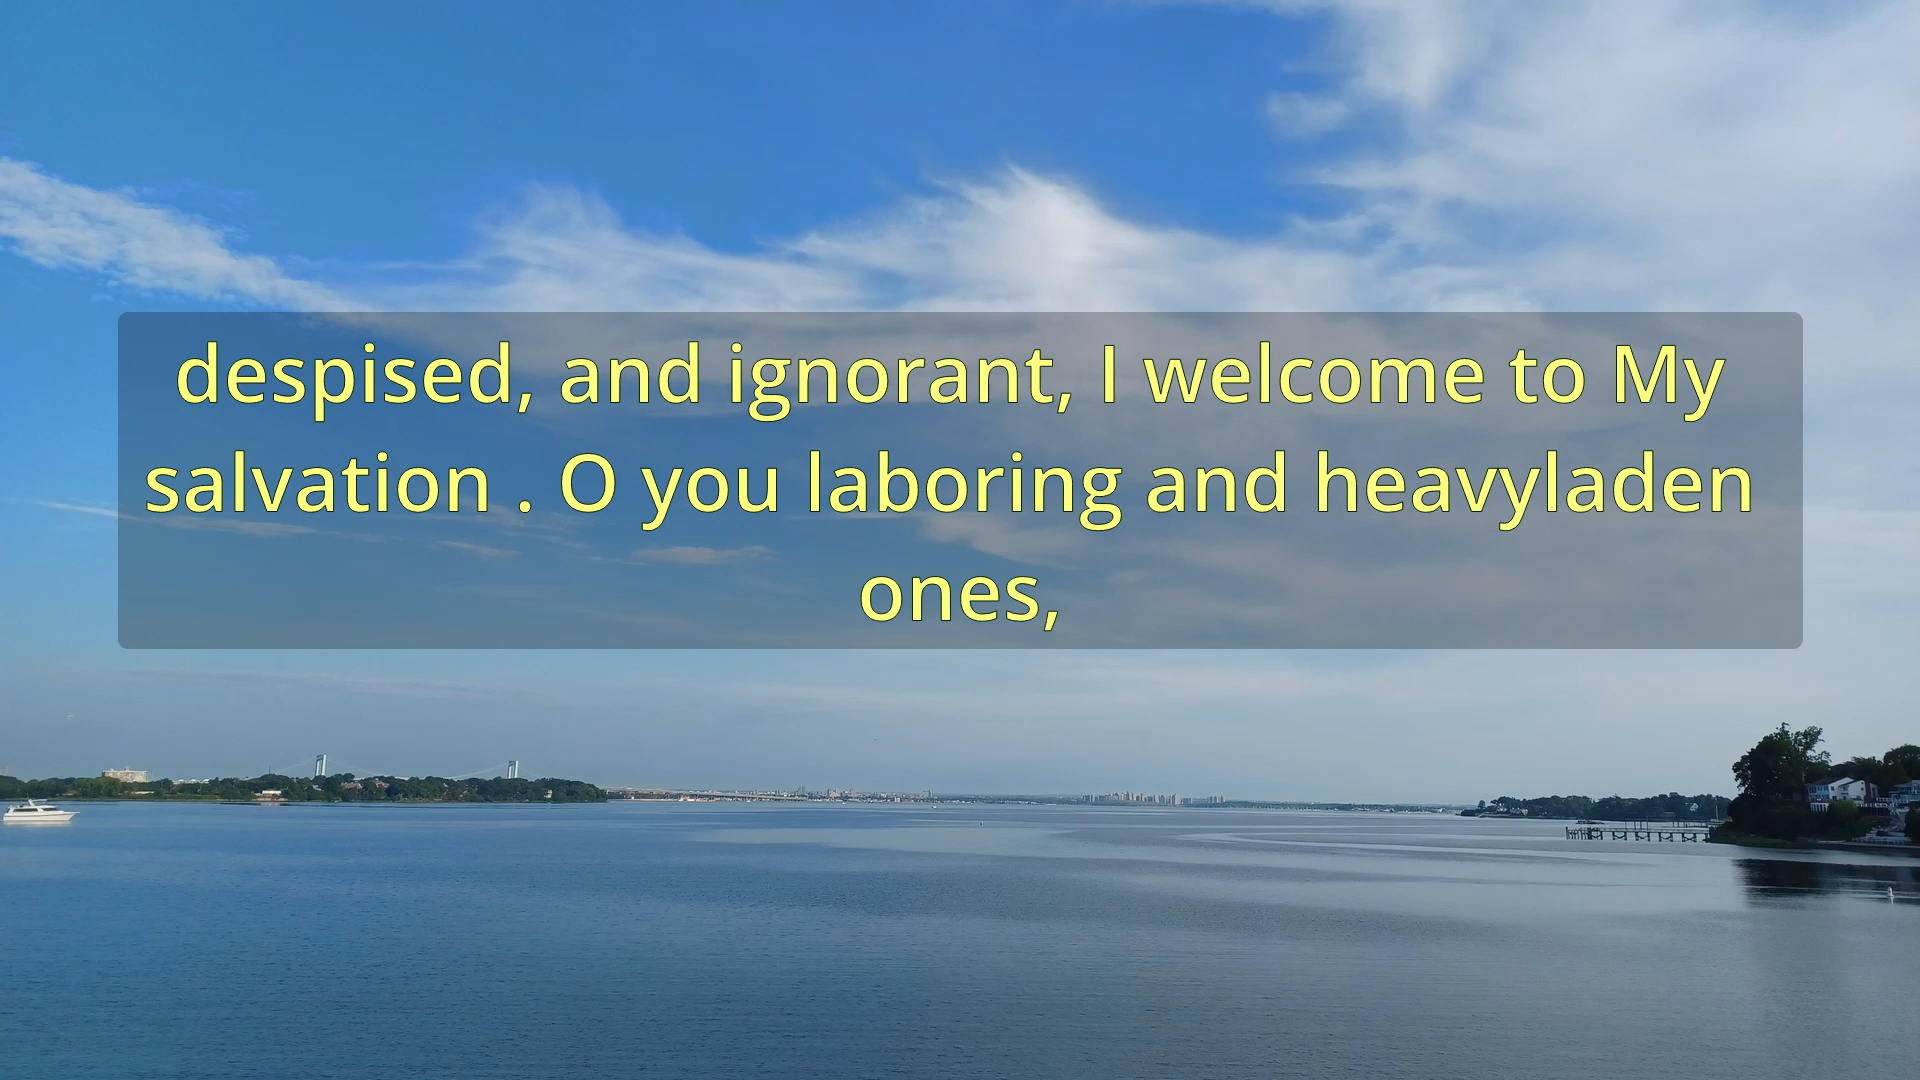 despised, and ignorant, I welcome to My
salvation . O you laboring and heavyladen
ones,